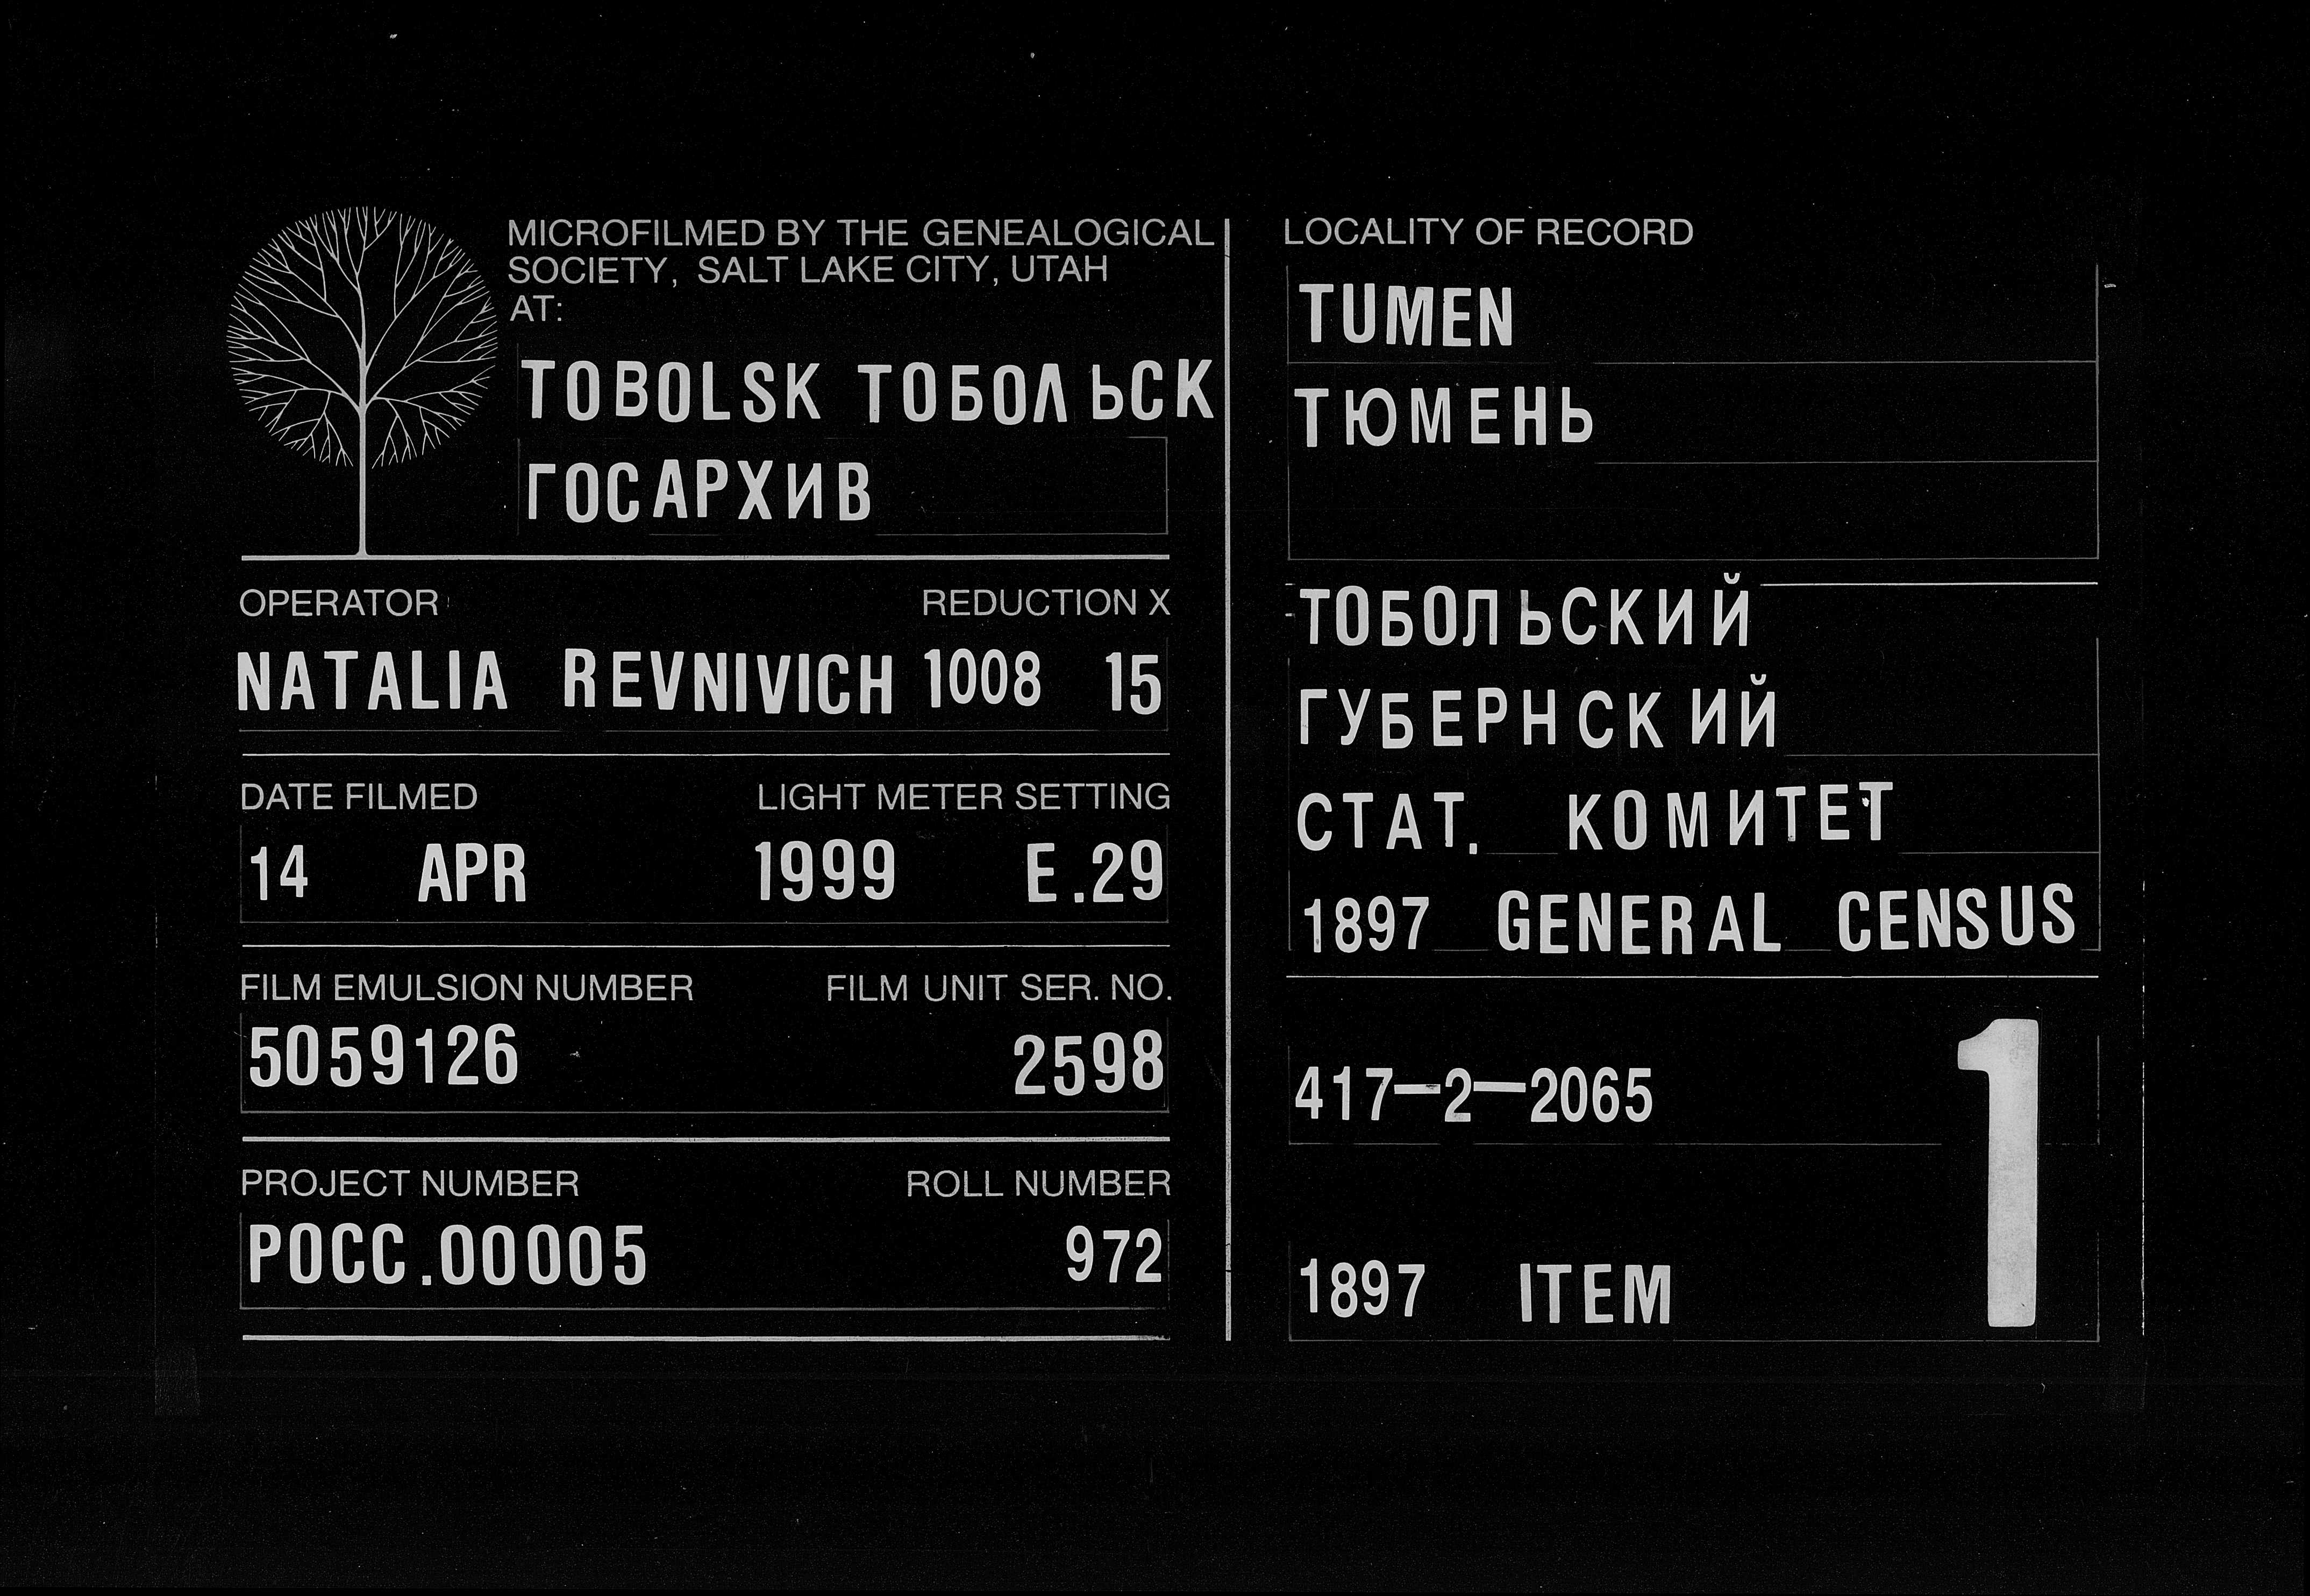 MICROFILMED BY THE GENEALOGICAL
SOCIETY, SALT LAKE CITY, UTAH
AT:
TOBOLSK ТОБОЛЬСК
ГОСАРХИВ
OPERATOR REDUCTION X
NATALIA REVNIVICH 1008 15
DATE FILMED LIGHT METER SETTING
14 APR 1999 E.29
FILM EMULSION NUMBER FILM UNIT SER. NO.
5059126 2598
PROJECT NUMBER ROLL NUMBER
РОСС.00005 972
LOCALITY OF RECORD
TUMEN
ТЮМЕНЬ
ТОБОЛЬСКИЙ
ГУБЕРНСКИЙ
СТАТ. КОМИТЕТ
1897 GENERAL CENSUS
417-2-2065
1897 ITEM 1